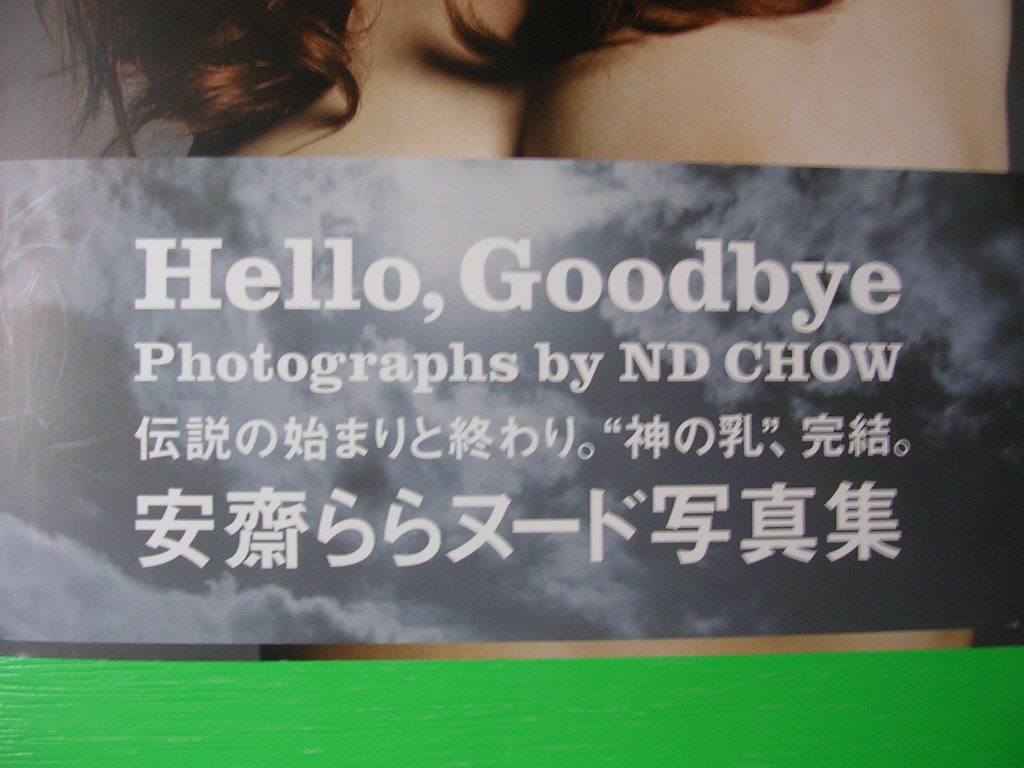 Hello, Goodbye
Photographs by ND CHOW
伝説の始まりと終わり。“神の乳”、完結。
安齋ららヌード写真集